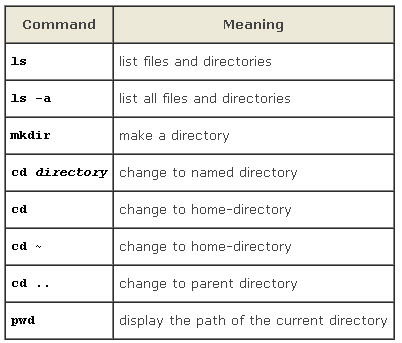 Command Meaning
ls list files and directories
ls -a list all files and directories
mkdir make a directory
cd directory change to named directory
cd change to home-directory
cd ~ change to home-directory
cd .. change to parent directory
pwd display the path of the current directory